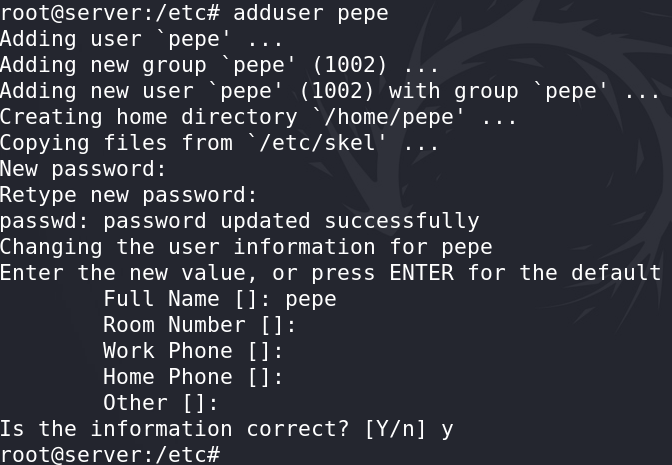 root@server:/etc# adduser pepe
Adding user `pepe' ...
Adding new group `pepe' (1002) ...
Adding new user `pepe' (1002) with group `pepe' ...
Creating home directory `/home/pepe' ...
Copying files from `/etc/skel' ...
New password:
Retype new password:
passwd: password updated successfully
Changing the user information for pepe
Enter the new value, or press ENTER for the default
        Full Name []: pepe
        Room Number []:
        Work Phone []:
        Home Phone []:
        Other []:
Is the information correct? [Y/n] y
root@server:/etc#